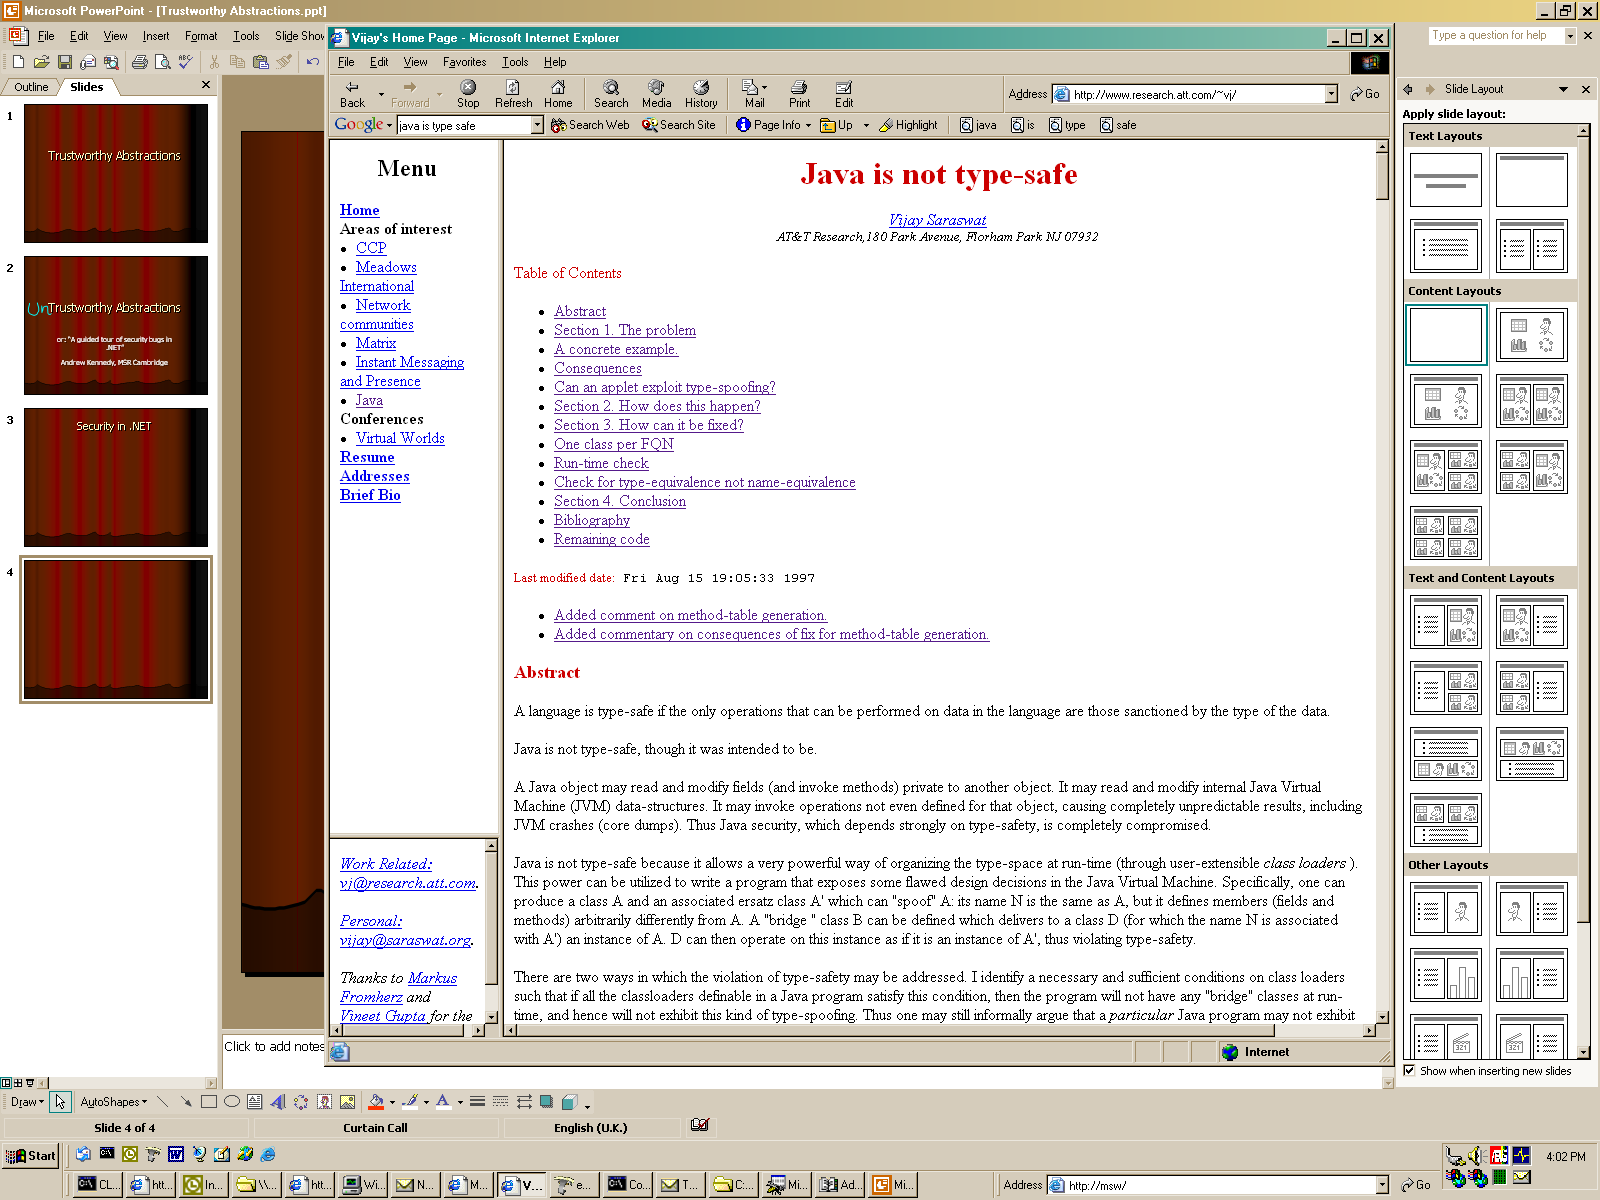 Microsoft PowerPoint - [Trustworthy Abstractions.ppt]
File Edit View Insert Format Tools Slide Show
Type a question for help
Outline Slides
1
Trustworthy Abstractions
2
UnTrustworthy Abstractions
or: "A guided tour of security bugs in
.NET"
Andrew Kennedy, MSR Cambridge
3
Security in .NET
4
Vijay's Home Page - Microsoft Internet Explorer
File Edit View Favorites Tools Help
Back Forward Stop Refresh Home Search Media History Mail Print Edit
Address http://www.research.att.com/~vj/ Go
Google java is type safe Search Web Search Site Page Info Up Highlight java is type safe
Menu
Home
Areas of interest
CCP
Meadows
International
Network
communities
Matrix
Instant Messaging
and Presence
Java
Conferences
Virtual Worlds
Resume
Addresses
Brief Bio
Work Related:
vj@research.att.com.
Personal:
vijay@saraswat.org.
Thanks to Markus
Fromherz and
Vineet Gupta for the
Java is not type-safe
Vijay Saraswat
AT&T Research,180 Park Avenue, Florham Park NJ 07932
Table of Contents
Abstract
Section 1. The problem
A concrete example.
Consequences
Can an applet exploit type-spoofing?
Section 2. How does this happen?
Section 3. How can it be fixed?
One class per FQN
Run-time check
Check for type-equivalence not name-equivalence
Section 4. Conclusion
Bibliography
Remaining code
Last modified date: Fri Aug 15 19:05:33 1997
Added comment on method-table generation.
Added commentary on consequences of fix for method-table generation.
Abstract
A language is type-safe if the only operations that can be performed on data in the language are those sanctioned by the type of the data.
Java is not type-safe, though it was intended to be.
A Java object may read and modify fields (and invoke methods) private to another object. It may read and modify internal Java Virtual
Machine (JVM) data-structures. It may invoke operations not even defined for that object, causing completely unpredictable results, including
JVM crashes (core dumps). Thus Java security, which depends strongly on type-safety, is completely compromised.
Java is not type-safe because it allows a very powerful way of organizing the type-space at run-time (through user-extensible class loaders ).
This power can be utilized to write a program that exposes some flawed design decisions in the Java Virtual Machine. Specifically, one can
produce a class A and an associated ersatz class A' which can "spoof" A: its name N is the same as A, but it defines members (fields and
methods) arbitrarily differently from A. A "bridge " class B can be defined which delivers to a class D (for which the name N is associated
with A') an instance of A. D can then operate on this instance as if it is an instance of A', thus violating type-safety.
There are two ways in which the violation of type-safety may be addressed. I identify a necessary and sufficient conditions on class loaders
such that if all the classloaders definable in a Java program satisfy this condition, then the program will not have any "bridge" classes at run-
time, and hence will not exhibit this kind of type-spoofing. Thus one may still informally argue that a particular Java program may not exhibit
Internet
Slide Layout
Apply slide layout:
Text Layouts
Content Layouts
Text and Content Layouts
Other Layouts
Show when inserting new slides
Click to add notes
Draw AutoShapes
Slide 4 of 4 Curtain Call English (U.K.)
Start
4:02 PM
CL... htt... In... \\... htt... Wi... N... M... V... e... Co... T... C:... Mi... Ad... Mi...
Address http://msw/ Go